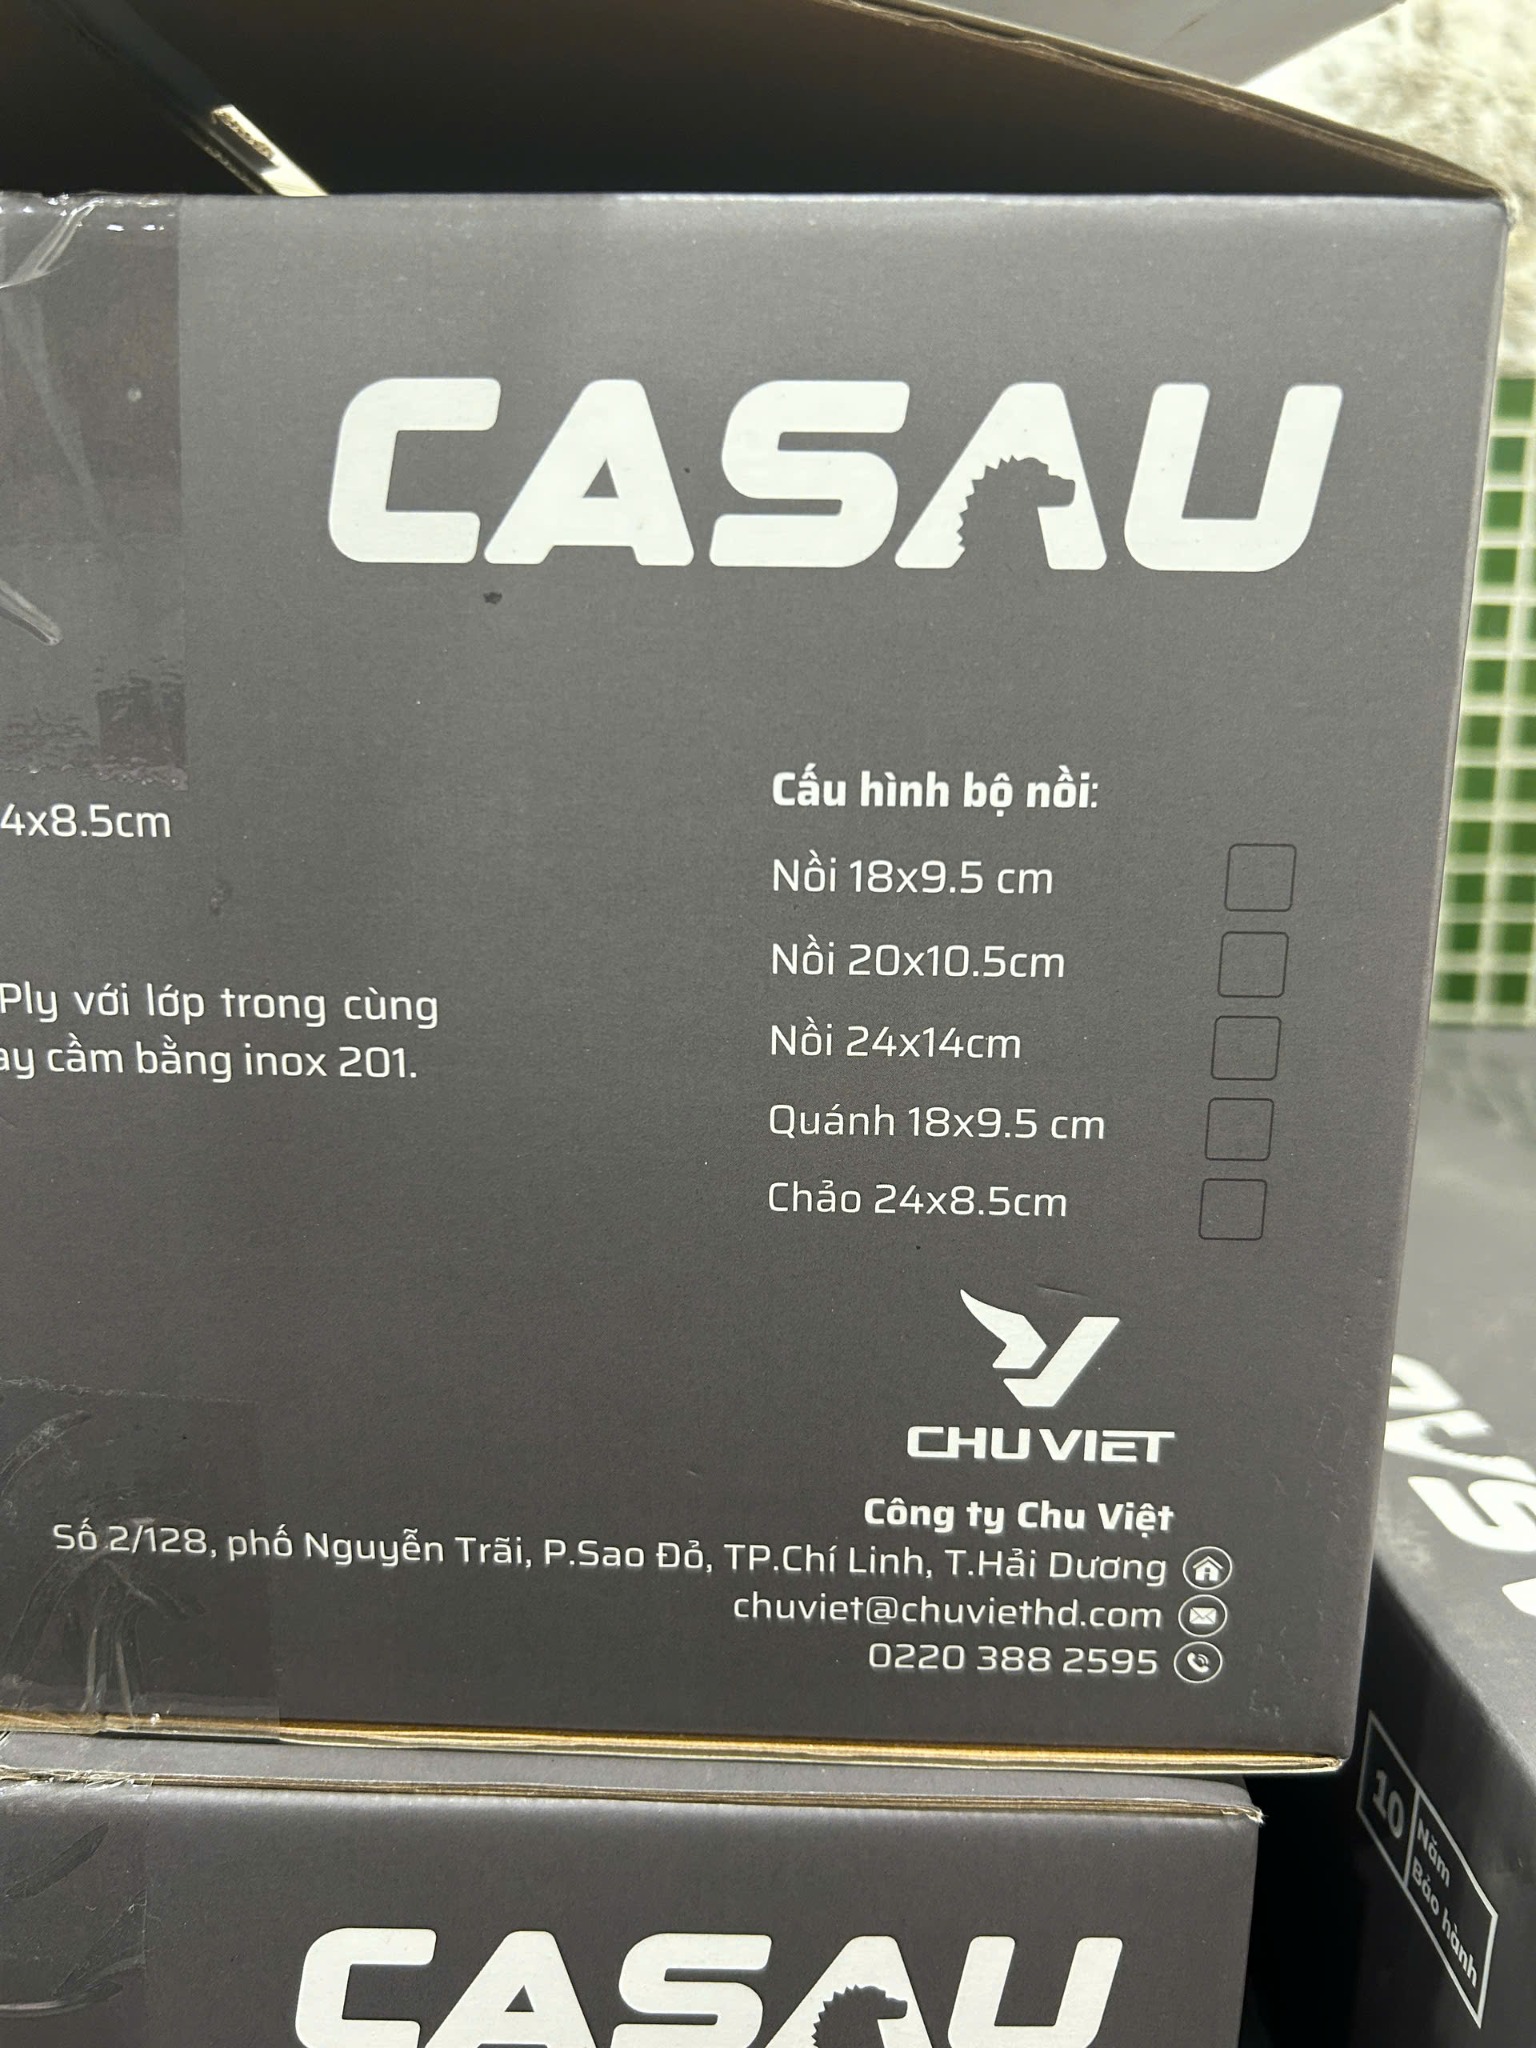 CASAU
4x8.5cm
Ply với lớp trong cùng
ay cầm bằng inox 201.
Cấu hình bộ nồi:
Nồi 18x9.5 cm
Nồi 20x10.5cm
Nồi 24x14cm
Quánh 18x9.5 cm
Chảo 24x8.5cm
CHU VIET
Công ty Chu Việt
Số 2/128, phố Nguyễn Trãi, P.Sao Đỏ, TP.Chí Linh, T.Hải Dương
chuviet@chuviethd.com
0220 388 2595
CASAU
10 Năm
Bảo hành